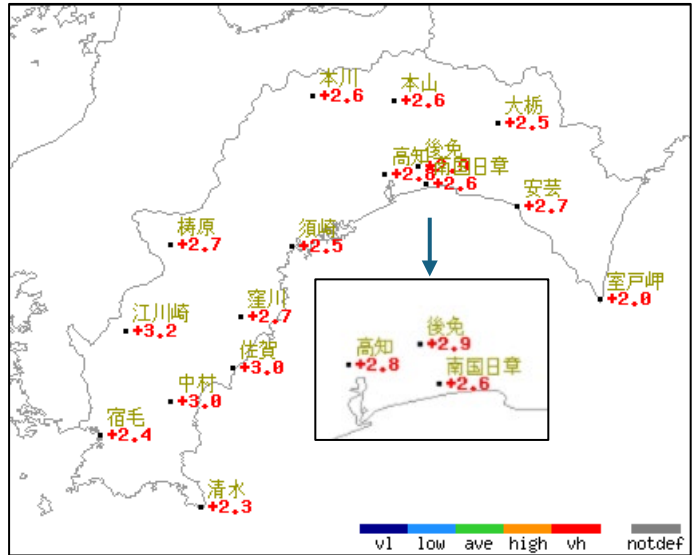 本川
+2.6
本山
+2.6
大栃
+2.5
高知
+2.8
後免
+2.9
南国日章
+2.6
安芸
+2.7
梼原
+2.7
須崎
+2.5
室戸岬
+2.0
江川崎
+3.2
窪川
+2.7
佐賀
+3.0
中村
+3.0
宿毛
+2.4
清水
+2.3
後免
+2.9
高知
+2.8
南国日章
+2.6
vl low ave high vh notdef